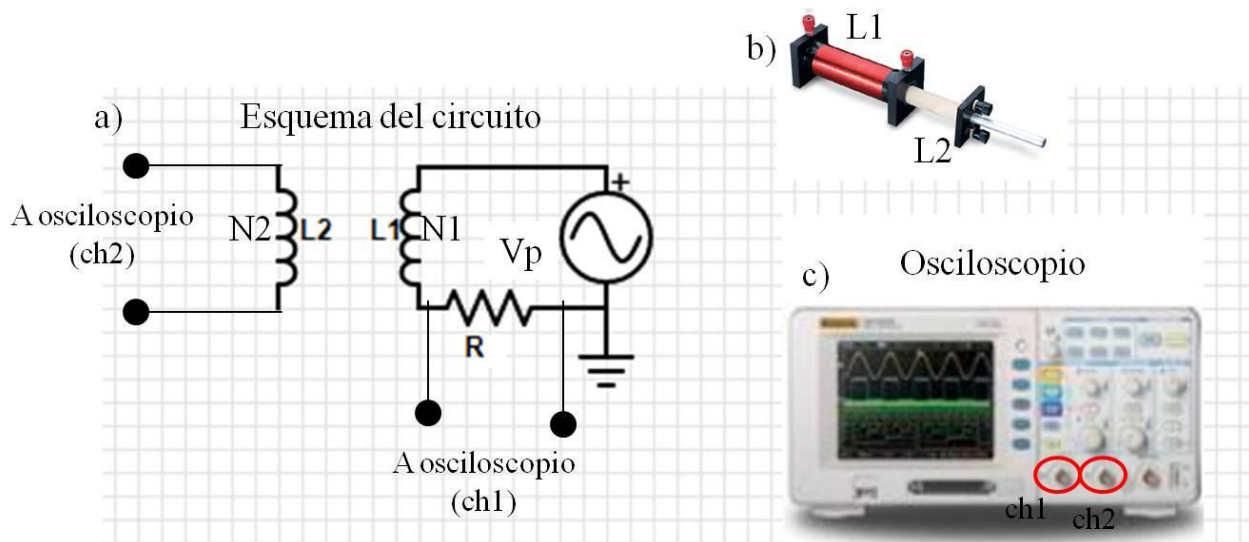 a)
Esquema del circuito
A osciloscopio
(ch2)
N2
L2
L1
N1
Vp
+
R
A osciloscopio
(ch1)
b)
L1
L2
c)
Osciloscopio
ch1
ch2